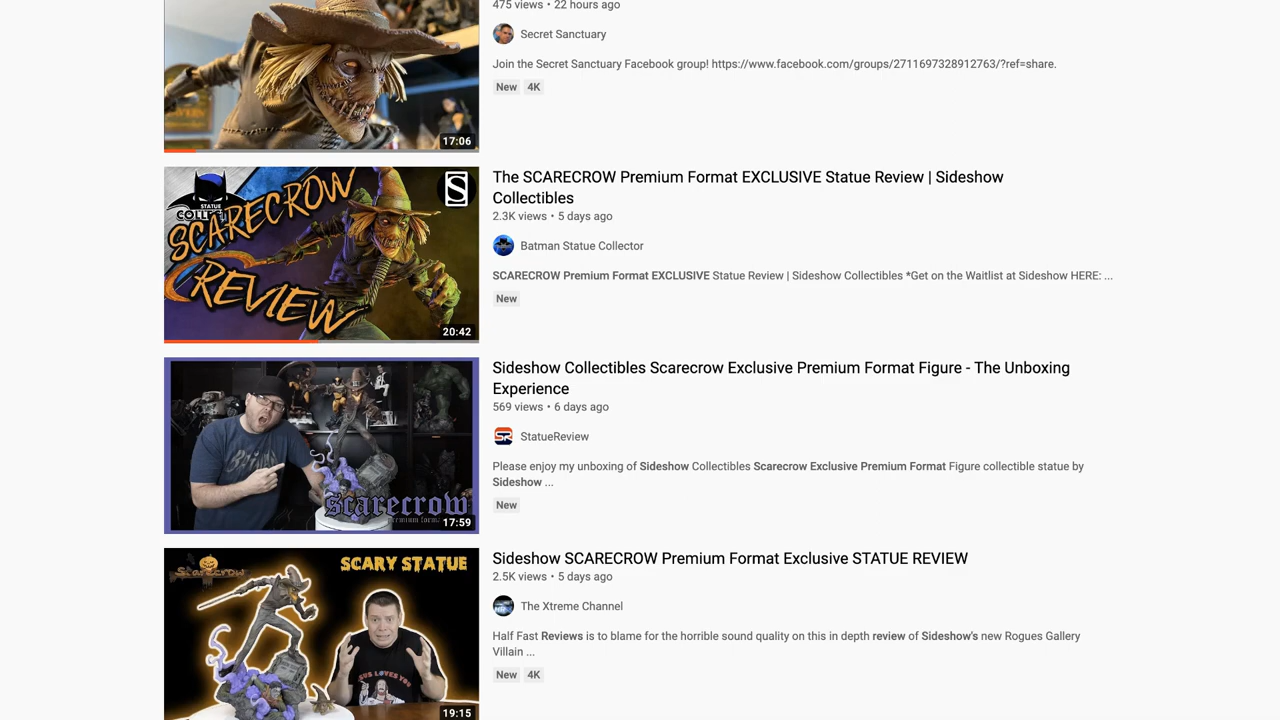 475 views • 22 hours ago
Secret Sanctuary
Join the Secret Sanctuary Facebook group! https://www.facebook.com/groups/2711697328912763/?ref=share.
New 4K
17:06
STATUE
SCARECROW
REVIEW
S
20:42
The SCARECROW Premium Format EXCLUSIVE Statue Review | Sideshow
Collectibles
2.3K views • 5 days ago
Batman Statue Collector
SCARECROW Premium Format EXCLUSIVE Statue Review | Sideshow Collectibles *Get on the Waitlist at Sideshow HERE: ...
New
scarecrow
17:59
Sideshow Collectibles Scarecrow Exclusive Premium Format Figure - The Unboxing
Experience
569 views • 6 days ago
SR
StatueReview
Please enjoy my unboxing of Sideshow Collectibles Scarecrow Exclusive Premium Format Figure collectible statue by
Sideshow ...
New
Scarecrow
SCARY STATUE
19:15
Sideshow SCARECROW Premium Format Exclusive STATUE REVIEW
2.5K views • 5 days ago
The Xtreme Channel
Half Fast Reviews is to blame for the horrible sound quality on this in depth review of Sideshow's new Rogues Gallery
Villain ...
New 4K